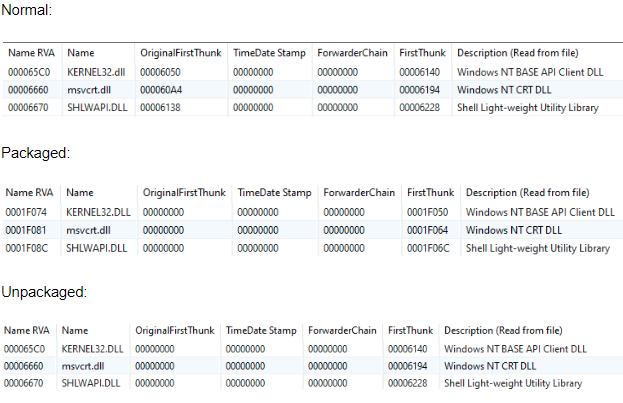 Normal:
Name RVA Name OriginalFirstThunk TimeDate Stamp ForwarderChain FirstThunk Description (Read from file)
000065C0 KERNEL32.dll 00006050 00000000 00000000 00006140 Windows NT BASE API Client DLL
00006660 msvcrt.dll 000060A4 00000000 00000000 00006194 Windows NT CRT DLL
00006670 SHLWAPI.DLL 00006138 00000000 00000000 00006228 Shell Light-weight Utility Library
Packaged:
Name RVA Name OriginalFirstThunk TimeDate Stamp ForwarderChain FirstThunk Description (Read from file)
0001F074 KERNEL32.DLL 00000000 00000000 00000000 0001F050 Windows NT BASE API Client DLL
0001F081 msvcrt.dll 00000000 00000000 00000000 0001F064 Windows NT CRT DLL
0001F08C SHLWAPI.DLL 00000000 00000000 00000000 0001F06C Shell Light-weight Utility Library
Unpackaged:
Name RVA Name OriginalFirstThunk TimeDate Stamp ForwarderChain FirstThunk Description (Read from file)
000065C0 KERNEL32.DLL 00000000 00000000 00000000 00006140 Windows NT BASE API Client DLL
00006660 msvcrt.dll 00000000 00000000 00000000 00006194 Windows NT CRT DLL
00006670 SHLWAPI.DLL 00000000 00000000 00000000 00006228 Shell Light-weight Utility Library